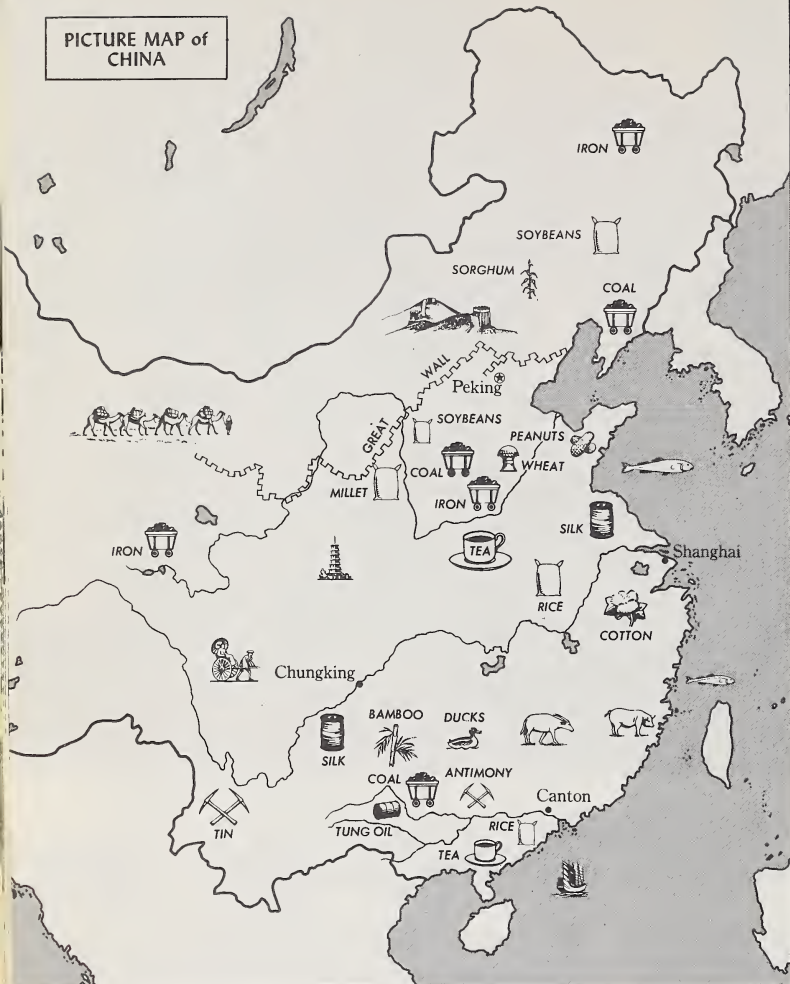 PICTURE MAP of
CHINA
IRON
SOYBEANS
SORGHUM
COAL
GREAT WALL
Peking
SOYBEANS
PEANUTS
COAL
WHEAT
MILLET
IRON
SILK
IRON
TEA
Shanghai
RICE
COTTON
Chungking
SILK
BAMBOO
DUCKS
COAL
ANTIMONY
TIN
TUNG OIL
Canton
RICE
TEA